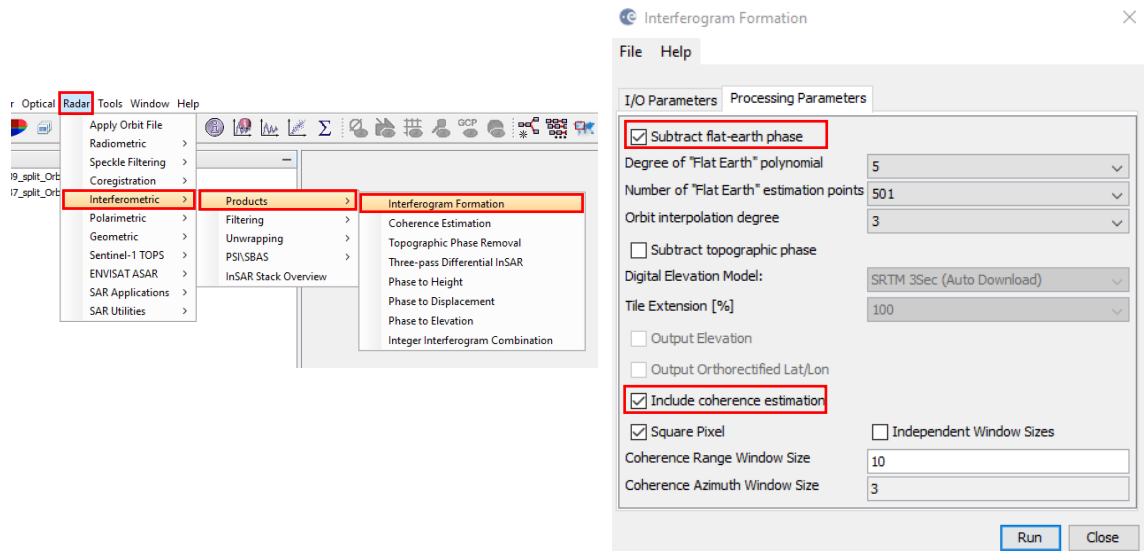 r Optical Radar Tools Window Help
GCP
39_split_Orb
37_split_Orb
Apply Orbit File
Radiometric >
Speckle Filtering >
Coregistration >
Interferometric >
Polarimetric >
Geometric >
Sentinel-1 TOPS >
ENVISAT ASAR >
SAR Applications >
SAR Utilities >
Products >
Filtering >
Unwrapping >
PSI\SBAS >
InSAR Stack Overview
Interferogram Formation
Coherence Estimation
Topographic Phase Removal
Three-pass Differential InSAR
Phase to Height
Phase to Displacement
Phase to Elevation
Integer Interferogram Combination
Interferogram Formation
File Help
I/O Parameters Processing Parameters
Subtract flat-earth phase
Degree of "Flat Earth" polynomial 5
Number of "Flat Earth" estimation points 501
Orbit interpolation degree 3
Subtract topographic phase
Digital Elevation Model: SRTM 3Sec (Auto Download)
Tile Extension [%] 100
Output Elevation
Output Orthorectified Lat/Lon
Include coherence estimation
Square Pixel Independent Window Sizes
Coherence Range Window Size 10
Coherence Azimuth Window Size 3
Run Close